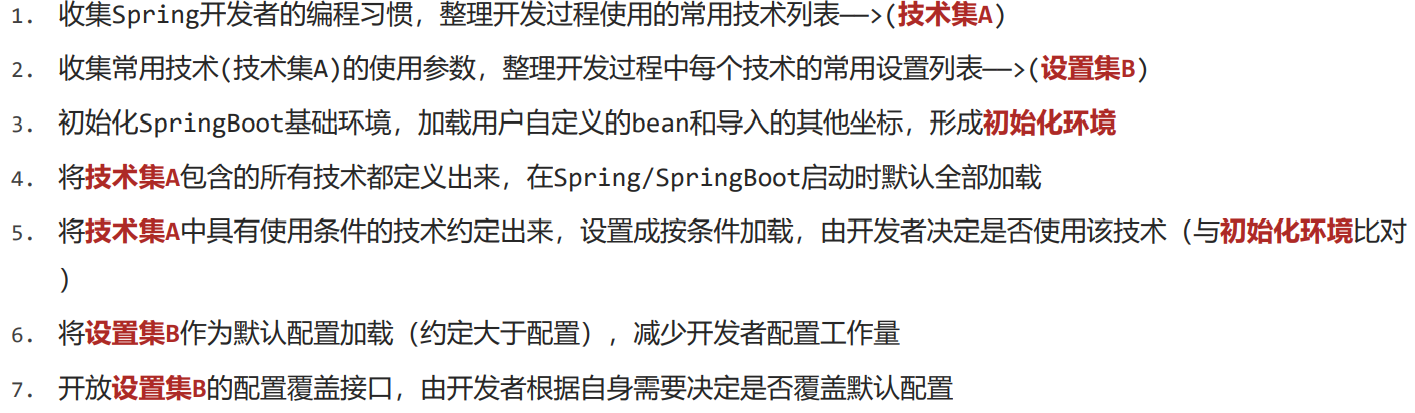 1. 收集Spring开发者的编程习惯，整理开发过程使用的常用技术列表——>(技术集A)
2. 收集常用技术(技术集A)的使用参数，整理开发过程中每个技术的常用设置列表——>(设置集B)
3. 初始化SpringBoot基础环境，加载用户自定义的bean和导入的其他坐标，形成初始化环境
4. 将技术集A包含的所有技术都定义出来，在Spring/SpringBoot启动时默认全部加载
5. 将技术集A中具有使用条件的技术约定出来，设置成按条件加载，由开发者决定是否使用该技术（与初始化环境比对
）
6. 将设置集B作为默认配置加载（约定大于配置），减少开发者配置工作量
7. 开放设置集B的配置覆盖接口，由开发者根据自身需要决定是否覆盖默认配置